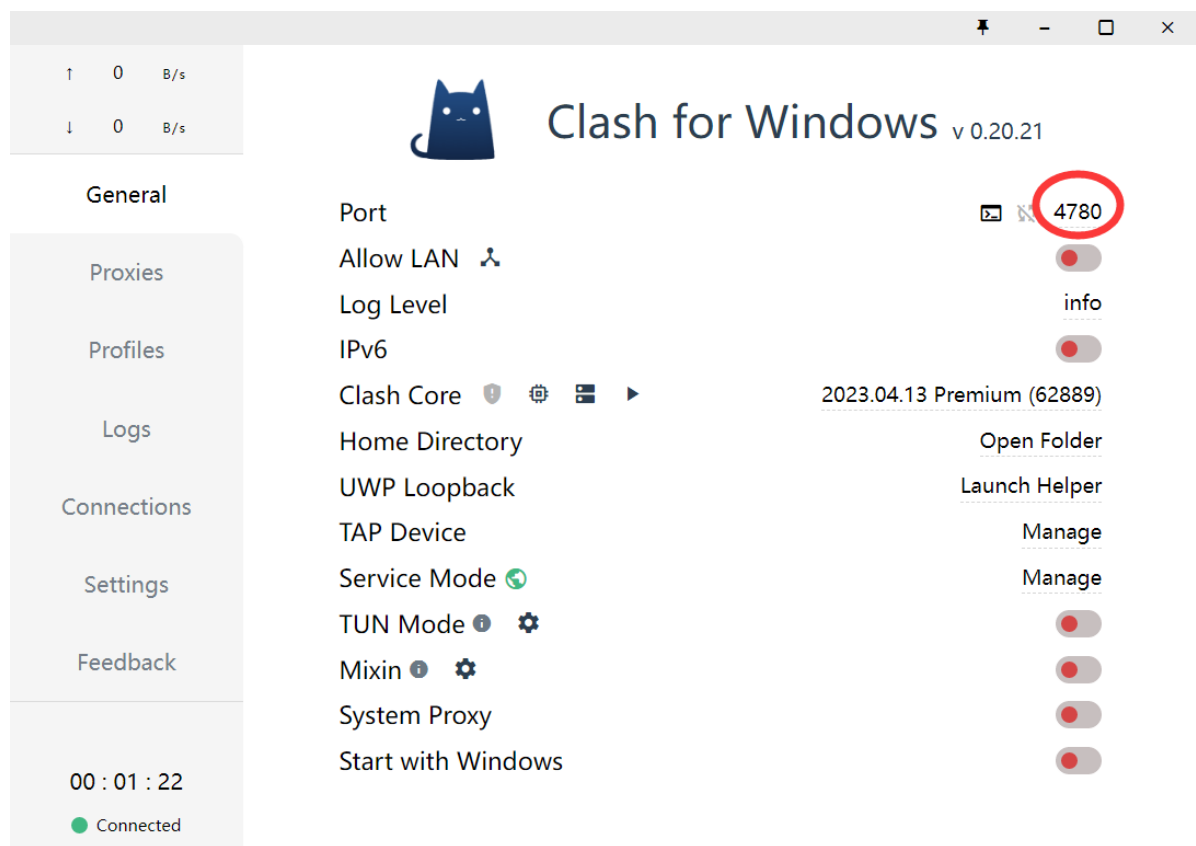 ↑ 0 B/s
↓ 0 B/s
General
Proxies
Profiles
Logs
Connections
Settings
Feedback
00 : 01 : 22
Connected
Clash for Windows v 0.20.21
Port 4780
Allow LAN
Log Level info
IPv6
Clash Core 2023.04.13 Premium (62889)
Home Directory Open Folder
UWP Loopback Launch Helper
TAP Device Manage
Service Mode Manage
TUN Mode
Mixin
System Proxy
Start with Windows